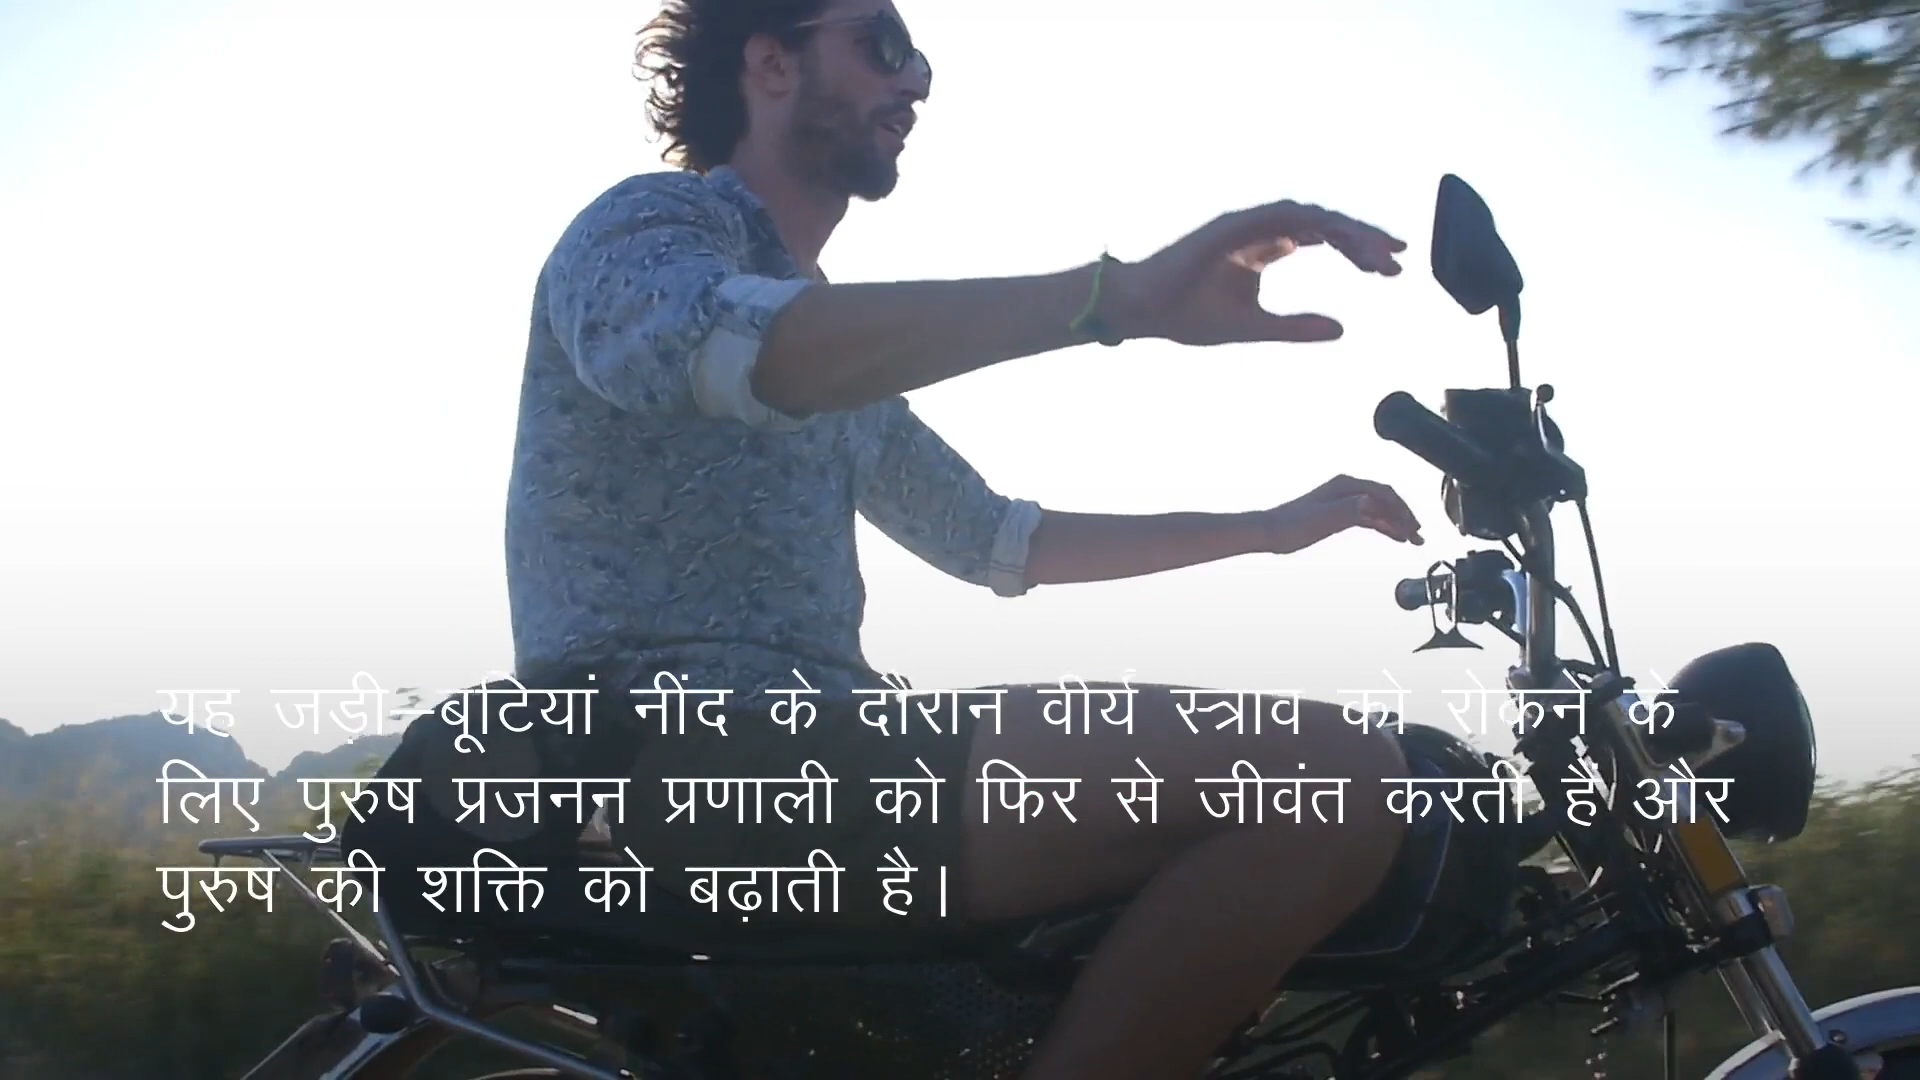 यह जड़ी–बूटियां नींद के दौरान वीर्य स्त्राव को रोकनें के
लिए पुरुष प्रजनन प्रणाली को फिर से जीवंत करती हैं और
पुरुष की शक्ति को बढ़ाती है।